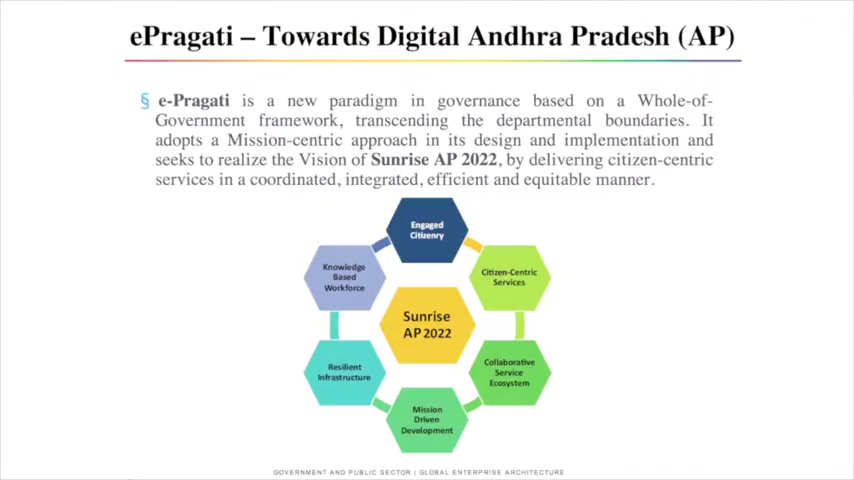 ePragati – Towards Digital Andhra Pradesh (AP)
§ e-Pragati is a new paradigm in governance based on a Whole-of-
Government framework, transcending the departmental boundaries. It
adopts a Mission-centric approach in its design and implementation and
seeks to realize the Vision of Sunrise AP 2022, by delivering citizen-centric
services in a coordinated, integrated, efficient and equitable manner.
Engaged
Citizenry
Knowledge
Based
Workforce
Citizen-Centric
Services
Sunrise
AP 2022
Resilient
Infrastructure
Collaborative
Service
Ecosystem
Mission
Driven
Development
GOVERNMENT AND PUBLIC SECTOR | GLOBAL ENTERPRISE ARCHITECTURE